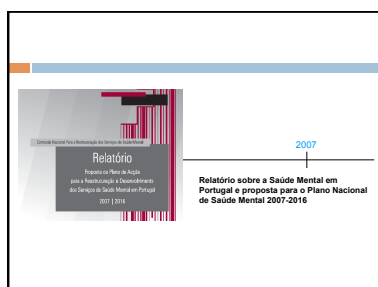 Comissão Nacional Para a Reestruturação dos Serviços de Saúde Mental
Relatório
Proposta de Plano de Acção
para a Reestruturação e Desenvolvimento
dos Serviços de Saúde Mental em Portugal
2007 | 2016
2007
Relatório sobre a Saúde Mental em
Portugal e proposta para o Plano Nacional
de Saúde Mental 2007-2016